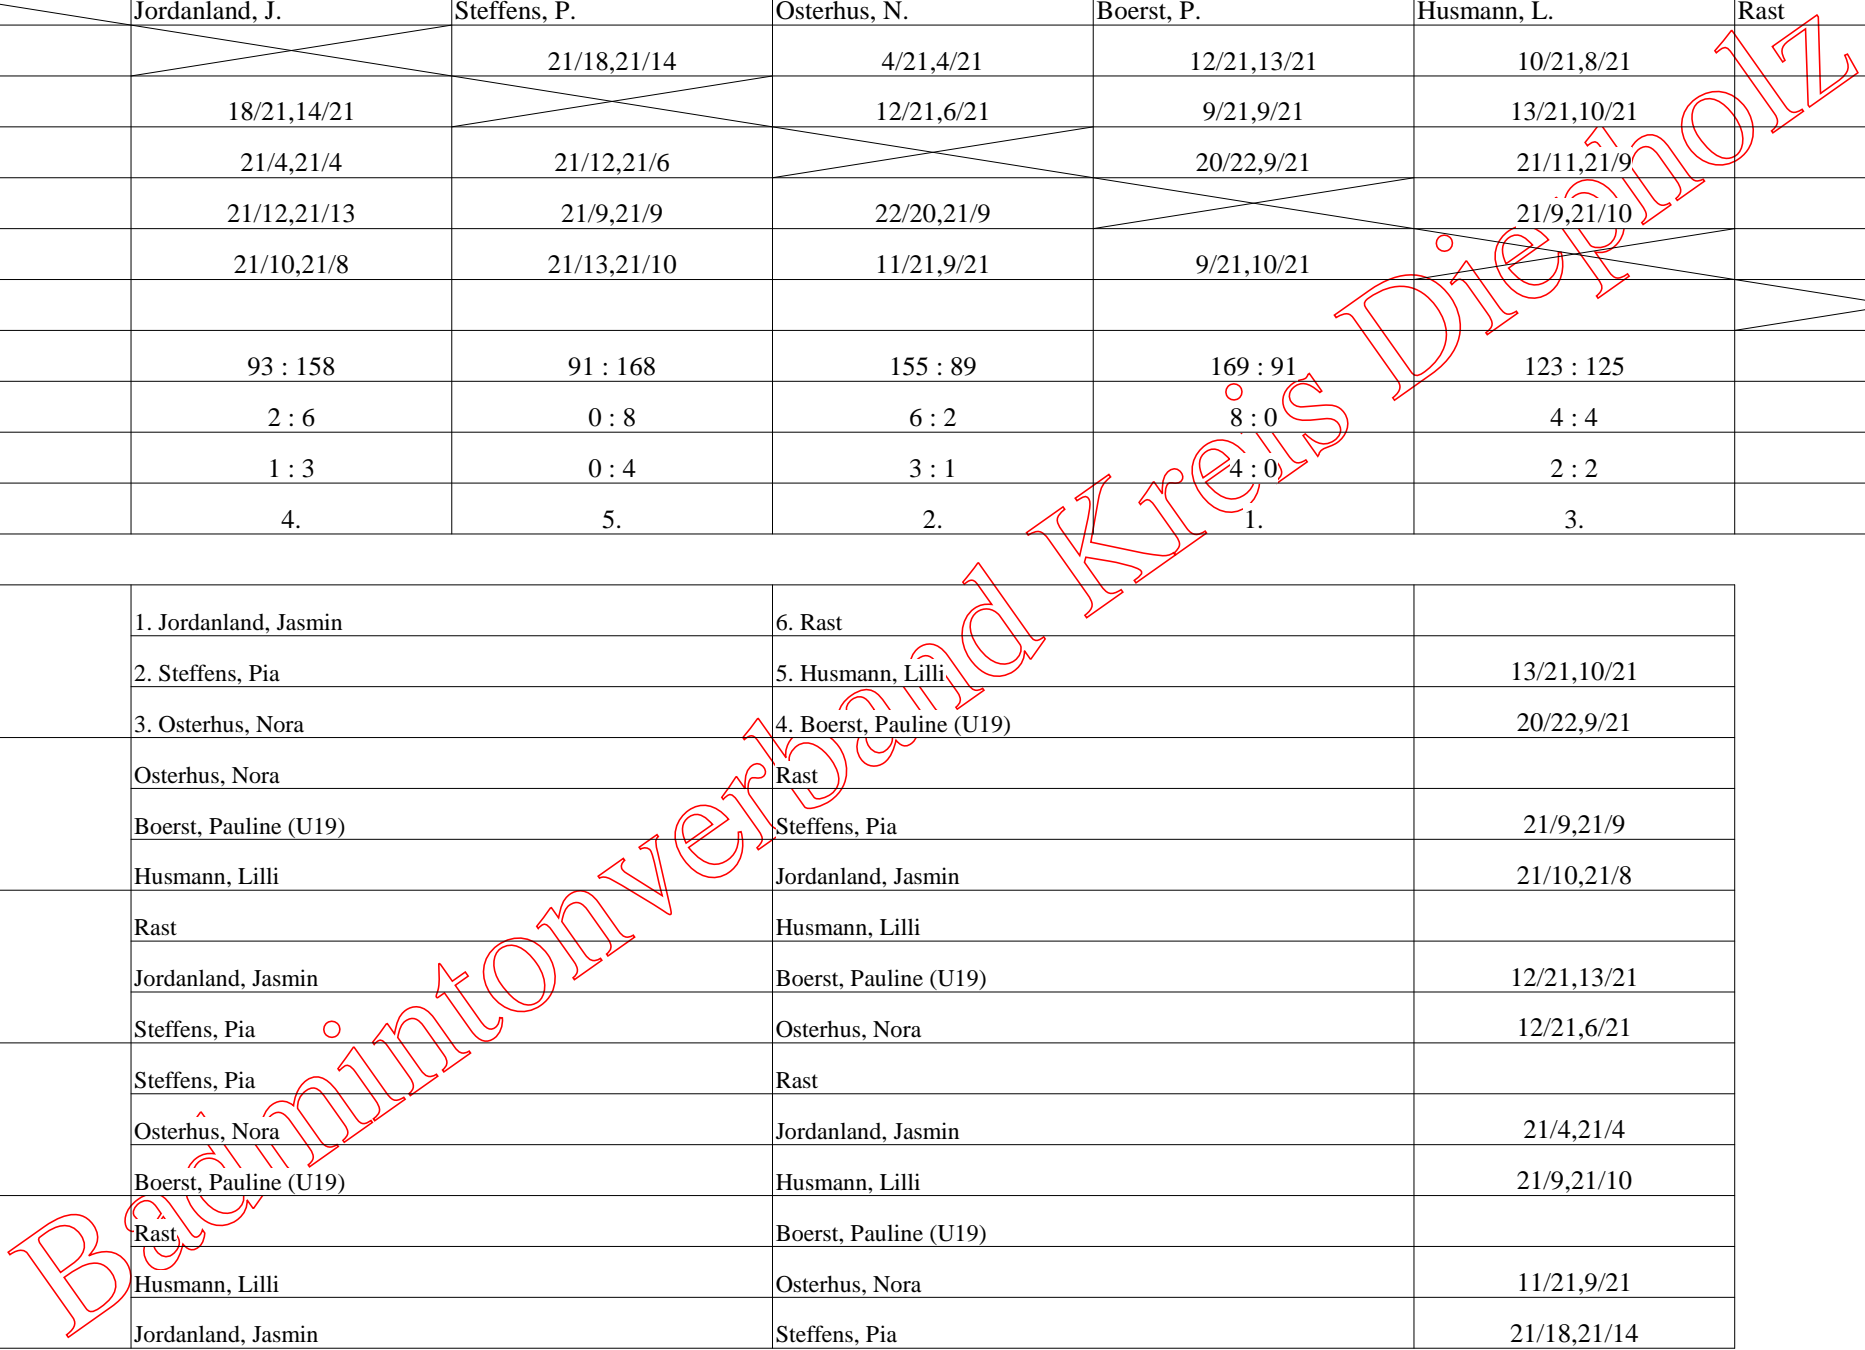 Jordanland, J. Steffens, P. Osterhus, N. Boerst, P. Husmann, L. Rast
21/18,21/14 4/21,4/21 12/21,13/21 10/21,8/21
18/21,14/21 12/21,6/21 9/21,9/21 13/21,10/21
21/4,21/4 21/12,21/6 20/22,9/21 21/11,21/9
21/12,21/13 21/9,21/9 22/20,21/9 21/9,21/10
21/10,21/8 21/13,21/10 11/21,9/21 9/21,10/21
93 : 158 91 : 168 155 : 89 169 : 91 123 : 125
2 : 6 0 : 8 6 : 2 8 : 0 4 : 4
1 : 3 0 : 4 3 : 1 4 : 0 2 : 2
4. 5. 2. 1. 3.
1. Jordanland, Jasmin 6. Rast
2. Steffens, Pia 5. Husmann, Lilli 13/21,10/21
3. Osterhus, Nora 4. Boerst, Pauline (U19) 20/22,9/21
Osterhus, Nora Rast
Boerst, Pauline (U19) Steffens, Pia 21/9,21/9
Husmann, Lilli Jordanland, Jasmin 21/10,21/8
Rast Husmann, Lilli
Jordanland, Jasmin Boerst, Pauline (U19) 12/21,13/21
Steffens, Pia Osterhus, Nora 12/21,6/21
Steffens, Pia Rast
Osterhus, Nora Jordanland, Jasmin 21/4,21/4
Boerst, Pauline (U19) Husmann, Lilli 21/9,21/10
Rast Boerst, Pauline (U19)
Husmann, Lilli Osterhus, Nora 11/21,9/21
Jordanland, Jasmin Steffens, Pia 21/18,21/14
Badmintonverband Kreis Diepholz